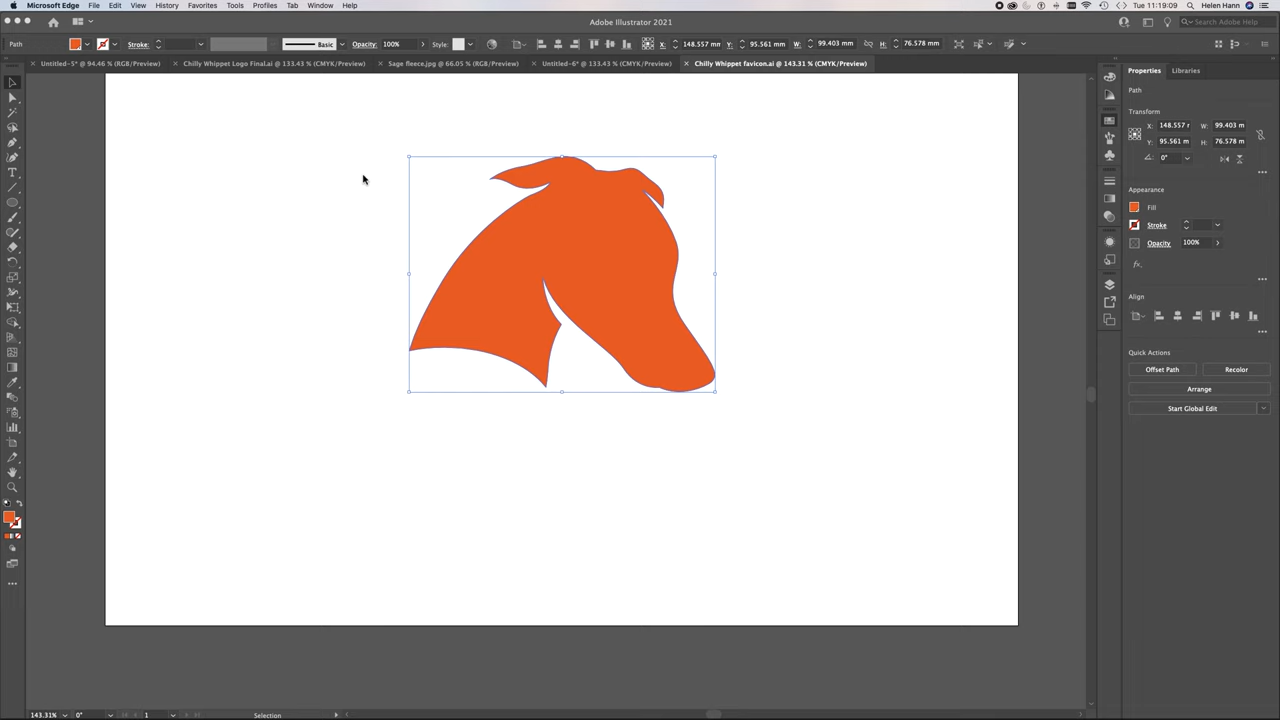 Microsoft Edge File Edit View History Favorites Tools Profiles Tab Window Help
Tue 11:19:09 Helen Hann
Adobe Illustrator 2021
Search Adobe Help
Path Stroke: Basic Opacity: 100% Style: X: 148.557 mm Y: 95.561 mm W: 99.403 mm H: 76.578 mm
Untitled-5* @ 94.46 % (RGB/Preview) Chilly Whippet Logo Final.ai @ 133.43 % (CMYK/Preview) Sage fleece.jpg @ 66.05 % (RGB/Preview) Untitled-6* @ 133.43 % (CMYK/Preview) Chilly Whippet favicon.ai @ 143.31 % (CMYK/Preview)
Properties Libraries
Path
Transform
X: 148.557 r W: 99.403 m
Y: 95.561 m H: 76.578 m
0°
Appearance
Fill
Stroke
Opacity 100%
fx.
Align
Quick Actions
Offset Path Recolor
Arrange
Start Global Edit
143.31% 0° 1 Selection